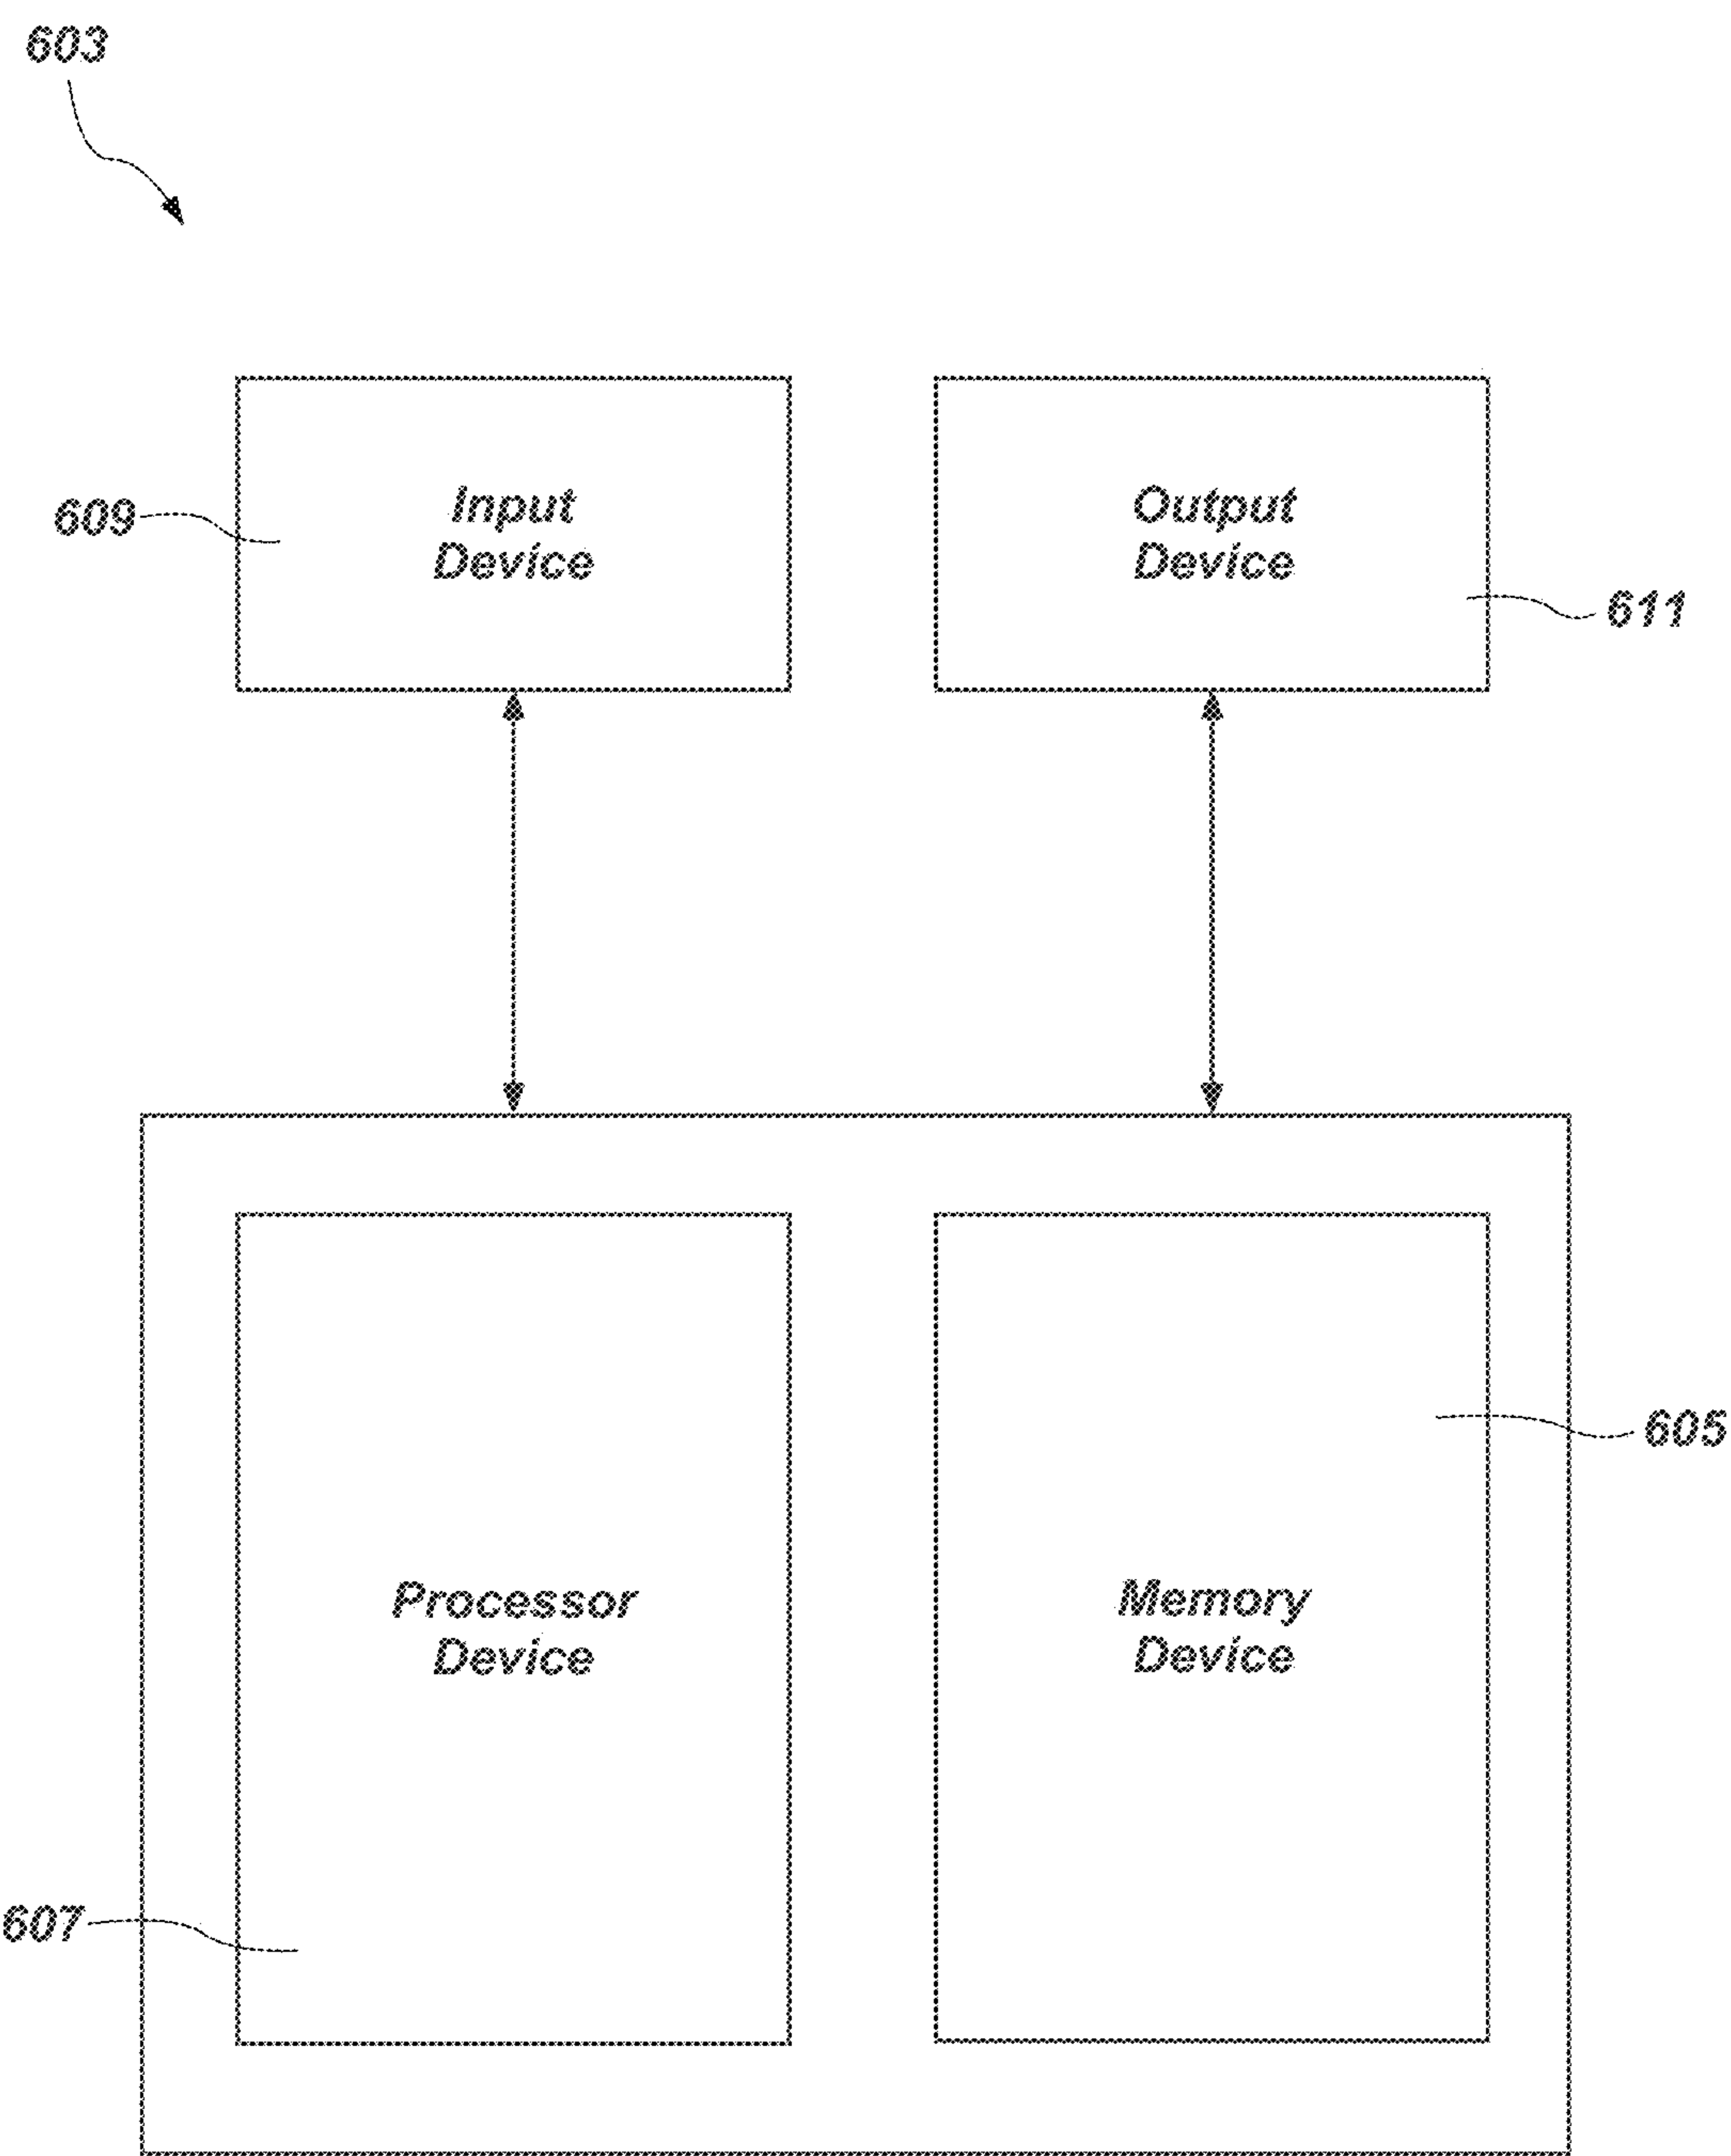 603
609
Input
Device
Output
Device
611
Processor
Device
Memory
Device
605
607